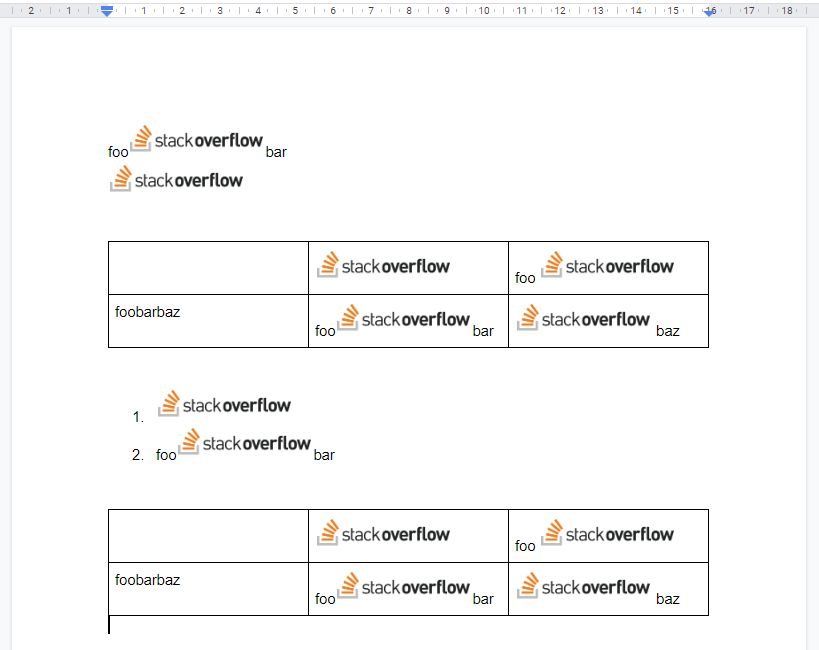 2 1 1 2 3 4 5 6 7 8 9 10 11 12 13 14 15 16 17 18
foo stackoverflow bar
stackoverflow
stackoverflow foo stackoverflow
foobarbaz foo stackoverflow bar stackoverflow baz
1. stackoverflow
2. foo stackoverflow bar
stackoverflow foo stackoverflow
foobarbaz foo stackoverflow bar stackoverflow baz